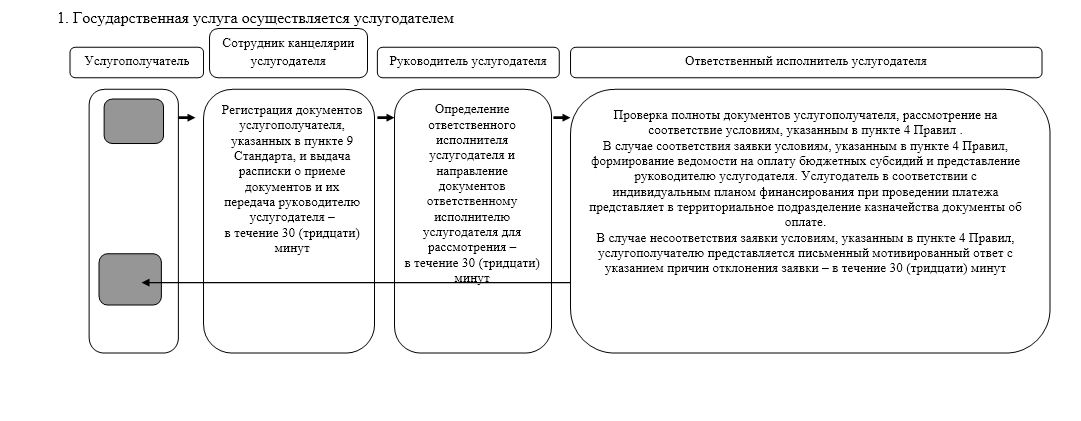 1. Государственная услуга осуществляется услугодателем
Услугополучатель
Сотрудник канцелярии
услугодателя
Руководитель услугодателя
Ответственный исполнитель услугодателя
Регистрация документов
услугополучателя,
указанных в пункте 9
Стандарта, и выдача
расписки о приеме
документов и их
передача руководителю
услугодателя –
в течение 30 (тридцати)
минут
Определение
ответственного
исполнителя
услугодателя и
направление
документов
ответственному
исполнителю
услугодателя для
рассмотрения –
в течение 30 (тридцати)
минут
Проверка полноты документов услугополучателя, рассмотрение на
соответствие условиям, указанным в пункте 4 Правил .
В случае соответствия заявки условиям, указанным в пункте 4 Правил,
формирование ведомости на оплату бюджетных субсидий и представление
руководителю услугодателя. Услугодатель в соответствии с
индивидуальным планом финансирования при проведении платежа
представляет в территориальное подразделение казначейства документы об
оплате.
В случае несоответствия заявки условиям, указанным в пункте 4 Правил,
услугополучателю представляется письменный мотивированный ответ с
указанием причин отклонения заявки – в течение 30 (тридцати) минут